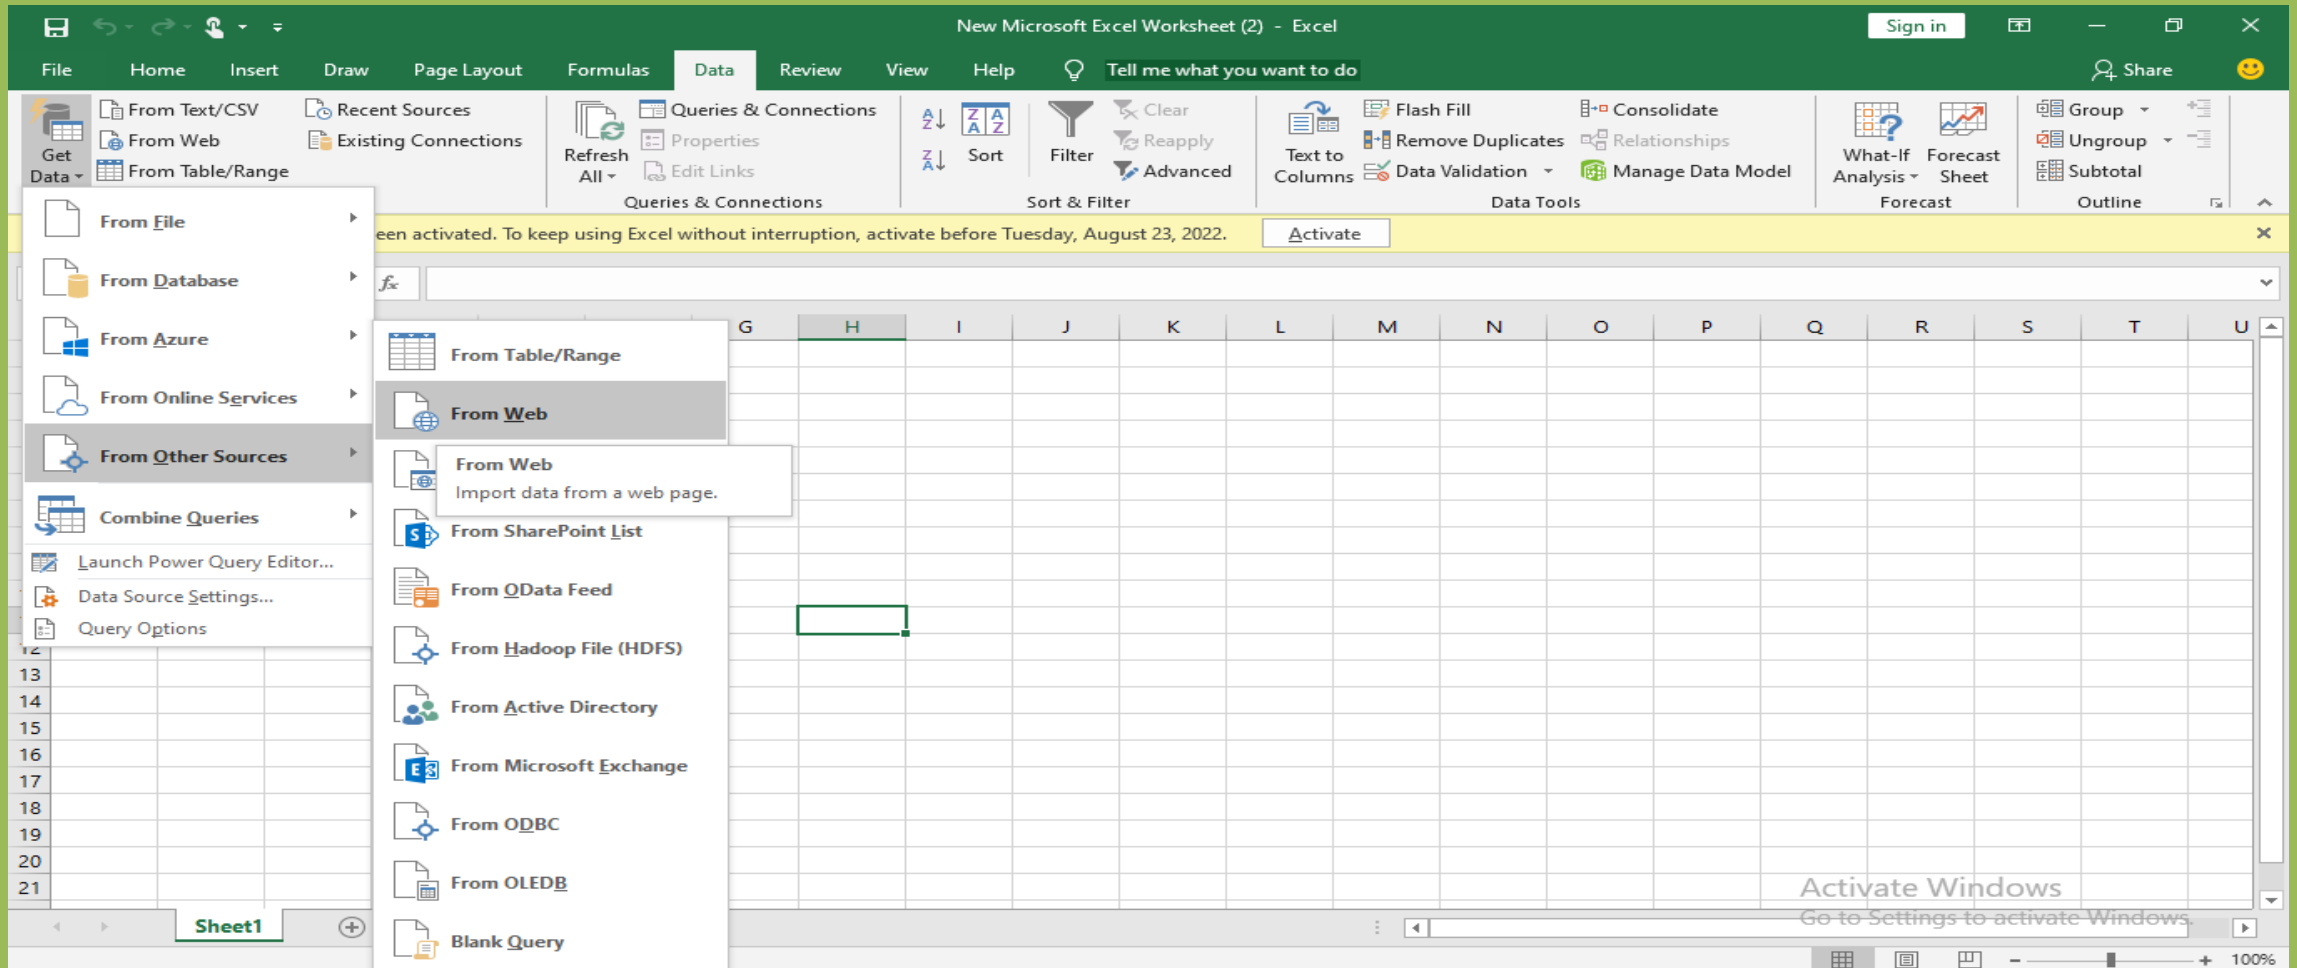 New Microsoft Excel Worksheet (2) - Excel
Sign in
File Home Insert Draw Page Layout Formulas Data Review View Help Tell me what you want to do Share
Get Data
From Text/CSV
From Web
From Table/Range
Recent Sources
Existing Connections
Refresh All
Queries & Connections
Properties
Edit Links
Queries & Connections
Sort
Filter
Clear
Reapply
Advanced
Sort & Filter
Text to Columns
Flash Fill
Remove Duplicates
Data Validation
Consolidate
Relationships
Manage Data Model
Data Tools
What-If Analysis
Forecast Sheet
Forecast
Group
Ungroup
Subtotal
Outline
een activated. To keep using Excel without interruption, activate before Tuesday, August 23, 2022.
Activate
fx
From File
From Database
From Azure
From Online Services
From Other Sources
Combine Queries
Launch Power Query Editor...
Data Source Settings...
Query Options
From Table/Range
From Web
From Web
Import data from a web page.
From SharePoint List
From OData Feed
From Hadoop File (HDFS)
From Active Directory
From Microsoft Exchange
From ODBC
From OLEDB
Blank Query
G H I J K L M N O P Q R S T U
12
13
14
15
16
17
18
19
20
21
Activate Windows
Go to Settings to activate Windows.
Sheet1
100%